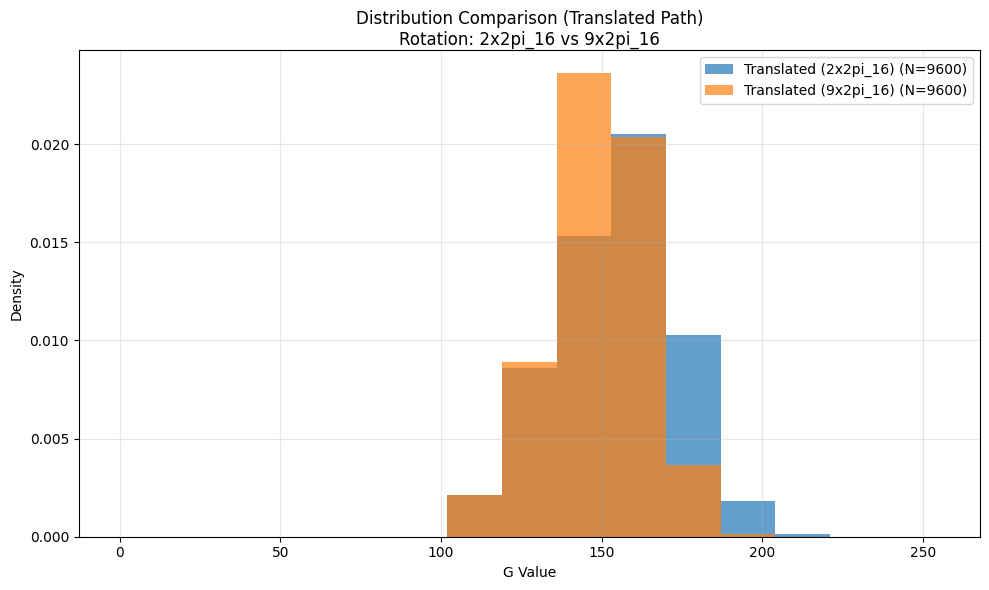 Distribution Comparison (Translated Path)
Rotation: 2x2pi_16 vs 9x2pi_16
Translated (2x2pi_16) (N=9600)
Translated (9x2pi_16) (N=9600)
0.020
0.015
0.010
0.005
0.000
Density
0 50 100 150 200 250
G Value